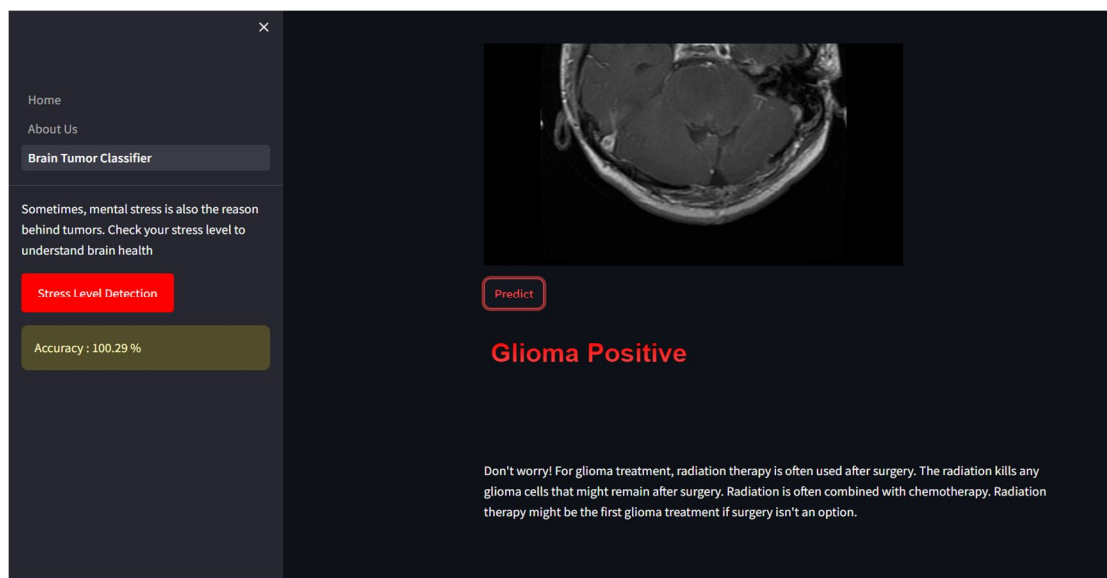 Home
About Us
Brain Tumor Classifier
Sometimes, mental stress is also the reason
behind tumors. Check your stress level to
understand brain health
Stress Level Detection
Accuracy : 100.29 %
Predict
Glioma Positive
Don't worry! For glioma treatment, radiation therapy is often used after surgery. The radiation kills any
glioma cells that might remain after surgery. Radiation is often combined with chemotherapy. Radiation
therapy might be the first glioma treatment if surgery isn't an option.